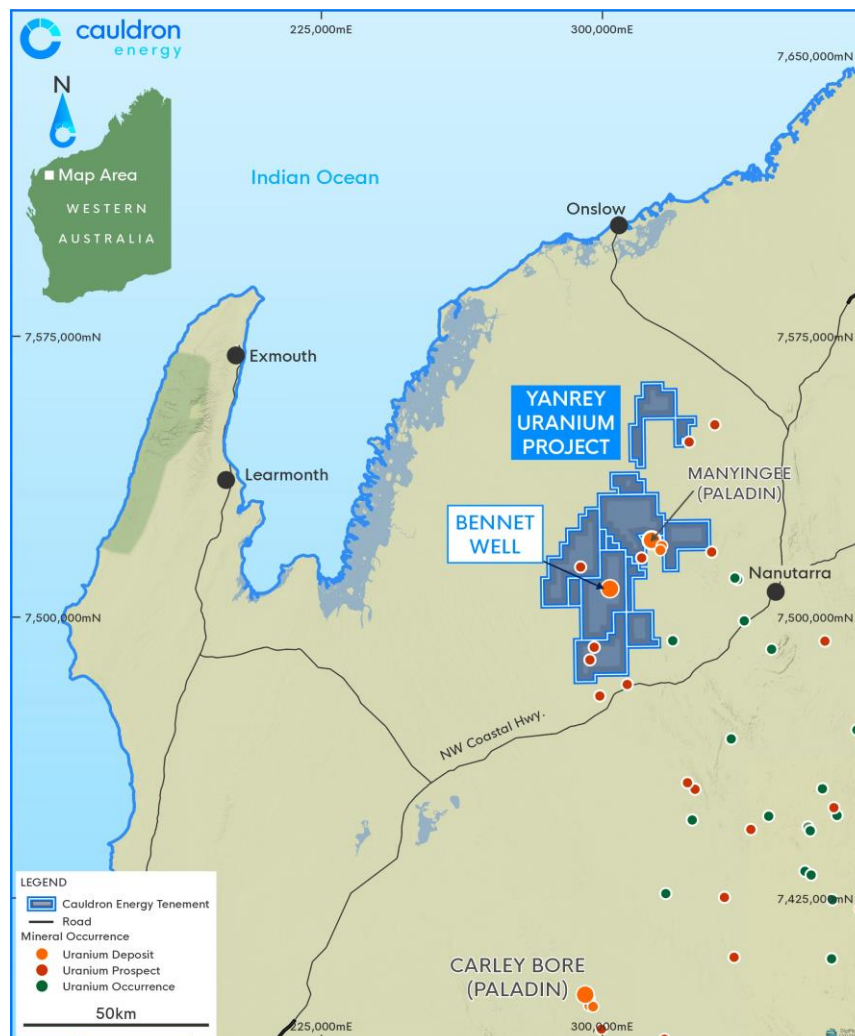 cauldron
energy
225,000mE
300,000mE
7,650,000mN
N
Map Area
WESTERN
AUSTRALIA
Indian Ocean
Onslow
7,575,000mN
7,575,000mN
Exmouth
YANREY
URANIUM
PROJECT
Learmonth
MANYINGEE
(PALADIN)
BENNET
WELL
Nanutarra
7,500,000mN
7,500,000mN
NW Coastal Hwy.
LEGEND
Cauldron Energy Tenement
Road
Mineral Occurrence
Uranium Deposit
Uranium Prospect
Uranium Occurrence
50km
7,425,000mN
CARLEY BORE
(PALADIN)
225,000mE
300,000mE